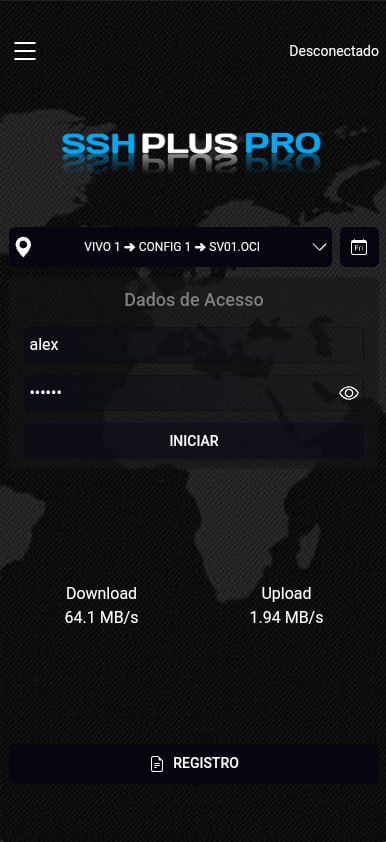 Desconectado
SSH PLUS PRO
VIVO 1 ➔ CONFIG 1 ➔ SV01.OCI
Fri
Dados de Acesso
alex
••••••
INICIAR
Download
Upload
64.1 MB/s
1.94 MB/s
REGISTRO